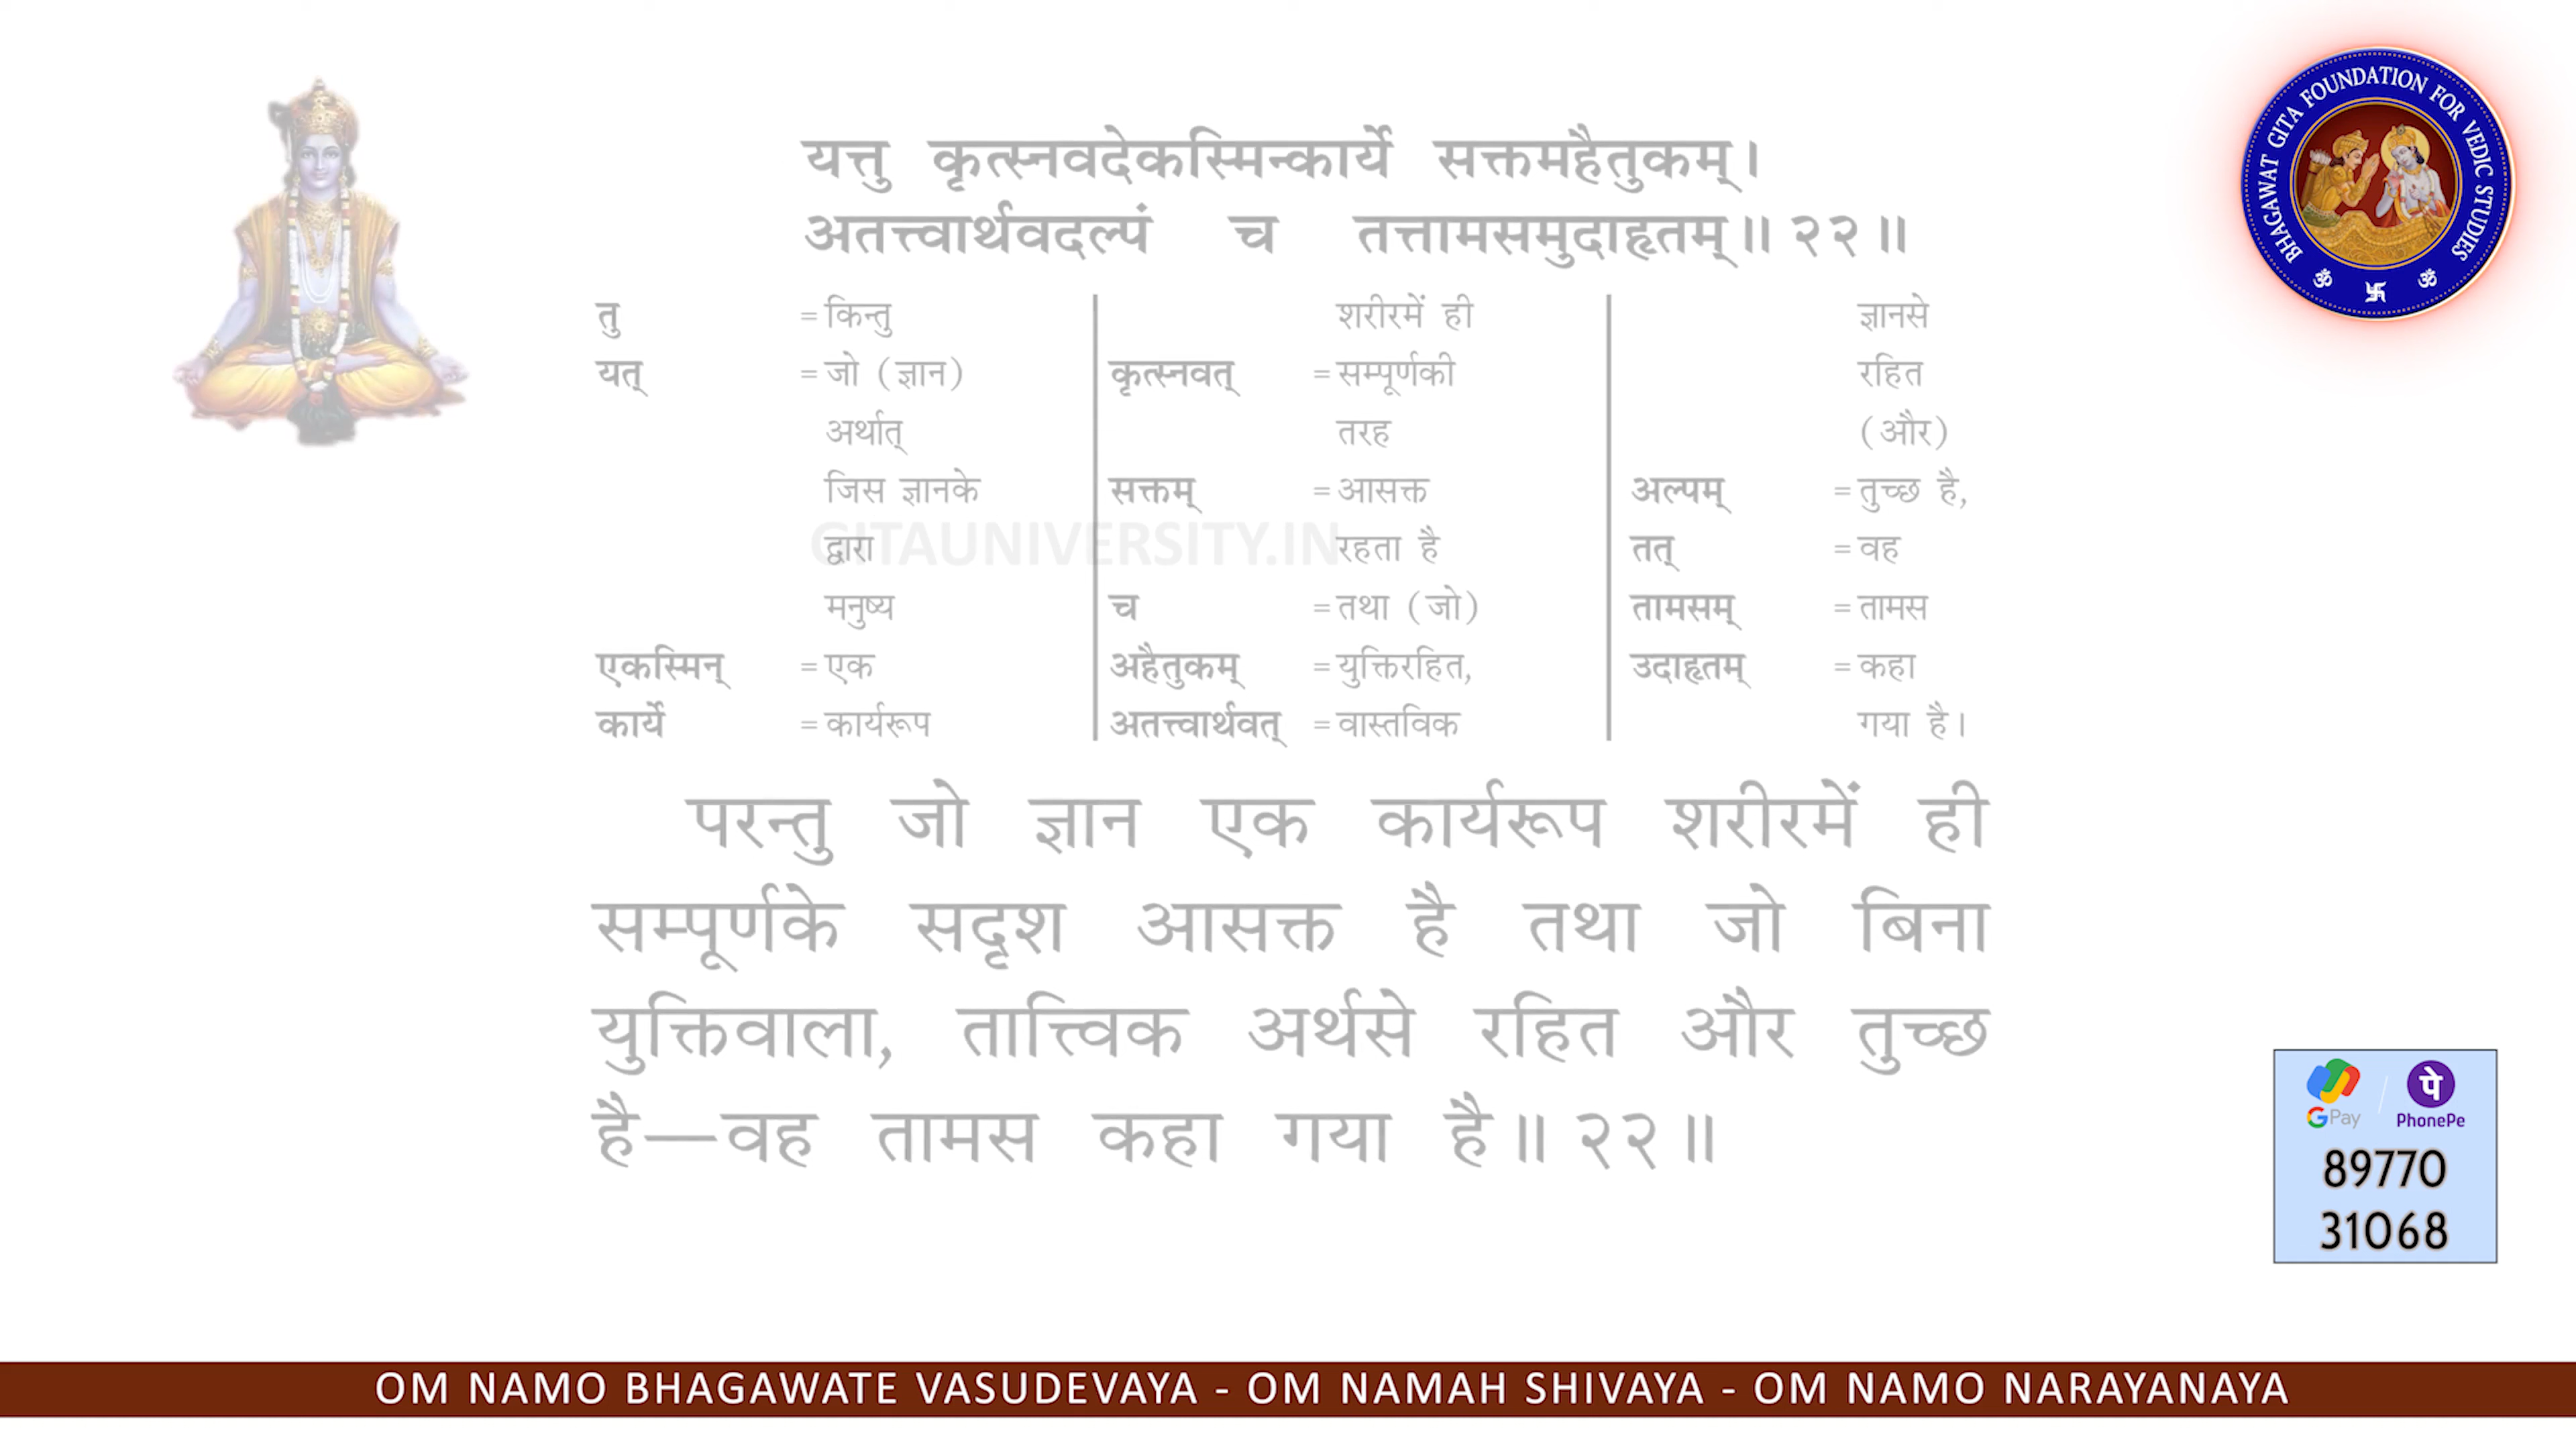 यत्तु कृत्स्नवदेकस्मिन्कार्ये सक्तमहैतुकम्।
अतत्त्वार्थवदल्पं च तत्तामसमुदाहृतम्॥ २२ ॥
तु = किन्तु
यत् = जो (ज्ञान)
अर्थात्
जिस ज्ञानके
द्वारा
मनुष्य
एकस्मिन् = एक
कार्ये = कार्यरूप
शरीरमें ही
कृत्स्नवत् = सम्पूर्णकी
तरह
सक्तम् = आसक्त
रहता है
च = तथा (जो)
अहैतुकम् = युक्तिरहित,
अतत्त्वार्थवत् = वास्तविक
ज्ञानसे
रहित
(और)
अल्पम् = तुच्छ है,
तत् = वह
तामसम् = तामस
उदाहृतम् = कहा
गया है।
GITAUNIVERSITY.IN
परन्तु जो ज्ञान एक कार्यरूप शरीरमें ही
सम्पूर्णके सदृश आसक्त है तथा जो बिना
युक्तिवाला, तात्त्विक अर्थसे रहित और तुच्छ
है—वह तामस कहा गया है॥ २२ ॥
BHAGAWAT GITA FOUNDATION FOR VEDIC STUDIES
ॐ 卐 ॐ
GPay / पे PhonePe
89770
31068
OM NAMO BHAGAWATE VASUDEVAYA - OM NAMAH SHIVAYA - OM NAMO NARAYANAYA